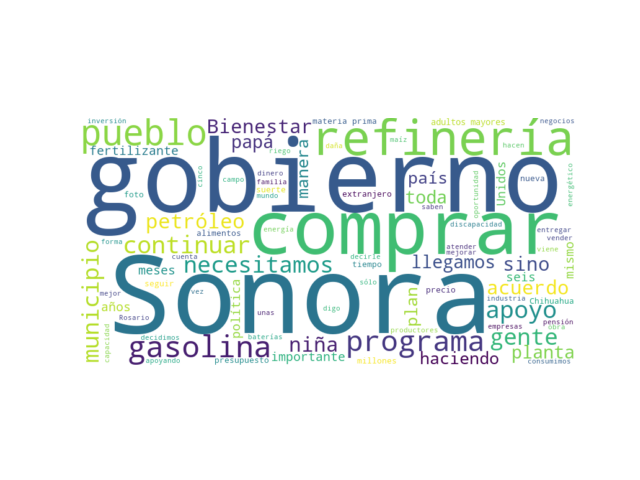 inversión
pueblo
Bienestar
materia prima
adultos mayores
negocios
papá
refinería
fertilizante
daña
maíz
hacen
gobierno
riego
manera
cinco
campo
dinero
familia
suerte
mundo
foto
país
toda
Unidos
nueva
energético
extranjero
saben
oportunidad
petróleo
comprar
alimentos
energía
discapacidad
entregar
vender
forma
continuar
decirle
atender
mejorar
viene
mismo
municipio
cuenta
necesitamos
tiempo
llegamos
sino
meses
seguir
Sonora
sólo
plan
precio
seis
acuerdo
mejor
años
vez
política
unas
digo
industria
Chihuahua
Rosario
apoyo
pensión
empresas
obra
capacidad
decidimos
baterías
productores
gente
gasolina
niña
programa
planta
apoyando
presupuesto
importante
millones
haciendo
consumimos